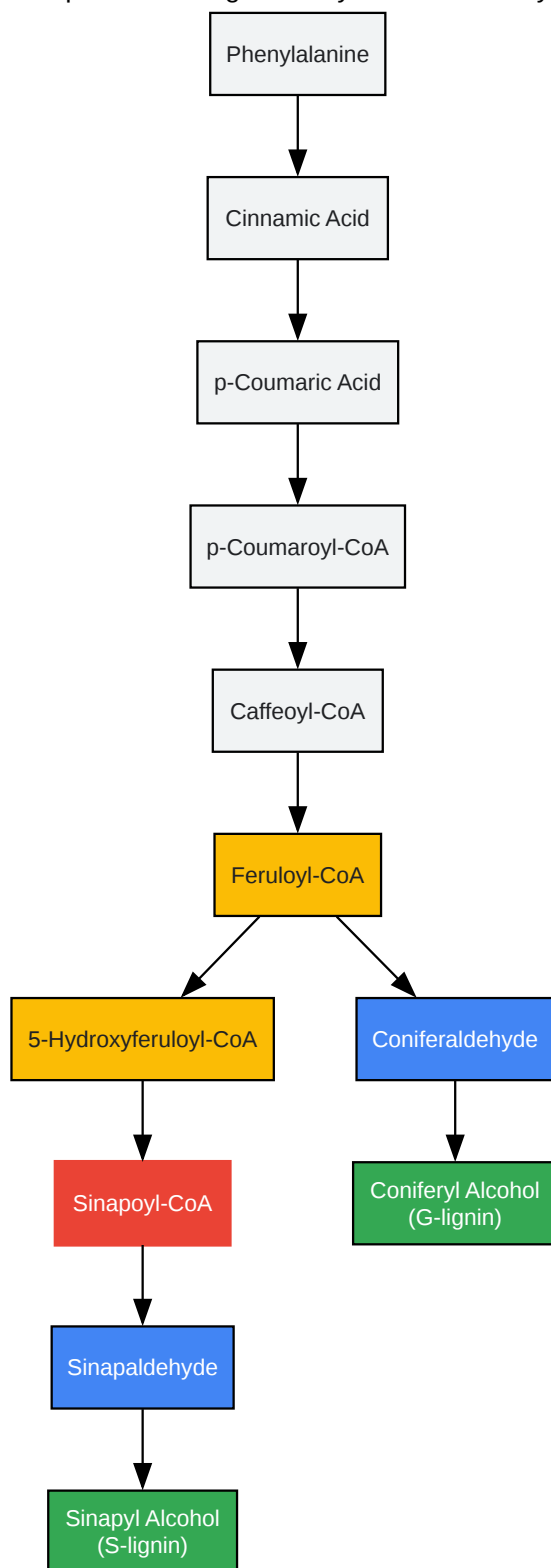 Phenylalanine
Cinnamic Acid
p-Coumaric Acid
p-Coumaroyl-CoA
Caffeoyl-CoA
Feruloyl-CoA
5-Hydroxyferuloyl-CoA
Coniferaldehyde
Sinapoyl-CoA
Coniferyl Alcohol
(G-lignin)
Sinapaldehyde
Sinapyl Alcohol
(S-lignin)